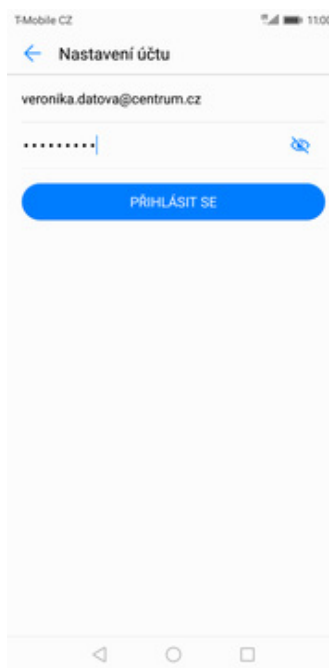 T-Mobile CZ 11:00
Nastavení účtu
veronika.datova@centrum.cz
•••••••••
PŘIHLÁSIT SE